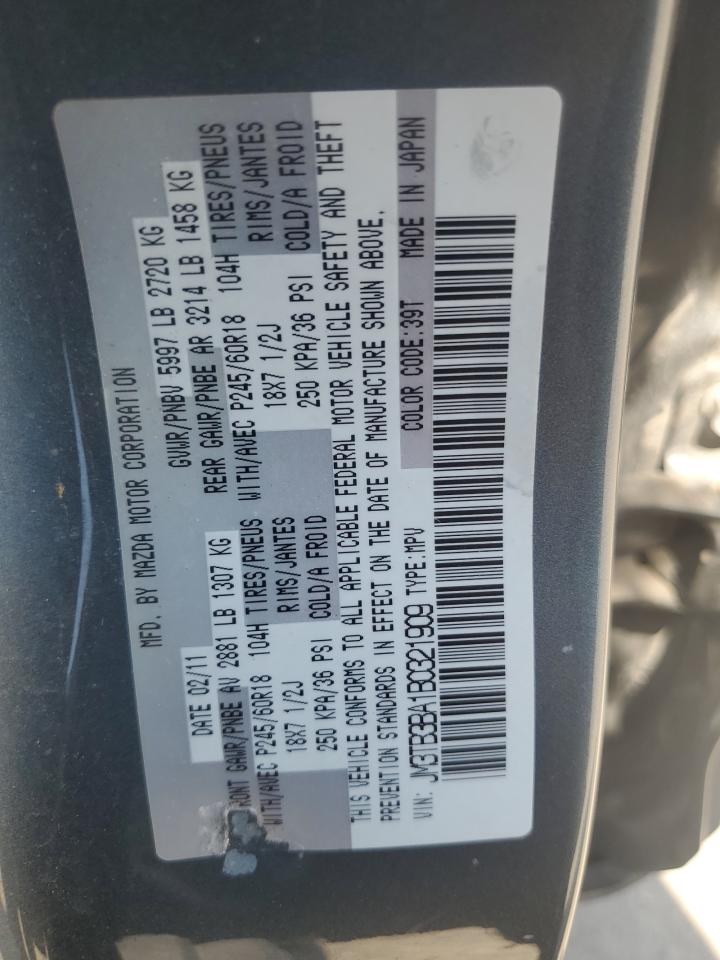 MFD. BY MAZDA MOTOR CORPORATION
DATE 02/11 GVWR/PNBV 5997 LB 2720 KG
RONT GAWR/PNBE AV 2881 LB 1307 KG REAR GAWR/PNBE AR 3214 LB 1458 KG
WITH/AVEC P245/60R18 104H TIRES/PNEUS WITH/AVEC P245/60R18 104H TIRES/PNEUS
18X7 1/2J RIMS/JANTES 18X7 1/2J RIMS/JANTES
250 KPA/36 PSI COLD/A FROID 250 KPA/36 PSI COLD/A FROID
THIS VEHICLE CONFORMS TO ALL APPLICABLE FEDERAL MOTOR VEHICLE SAFETY AND THEFT
PREVENTION STANDARDS IN EFFECT ON THE DATE OF MANUFACTURE SHOWN ABOVE.
VIN: JM3TB3BA1B0321909 TYPE:MPV COLOR CODE:39T MADE IN JAPAN